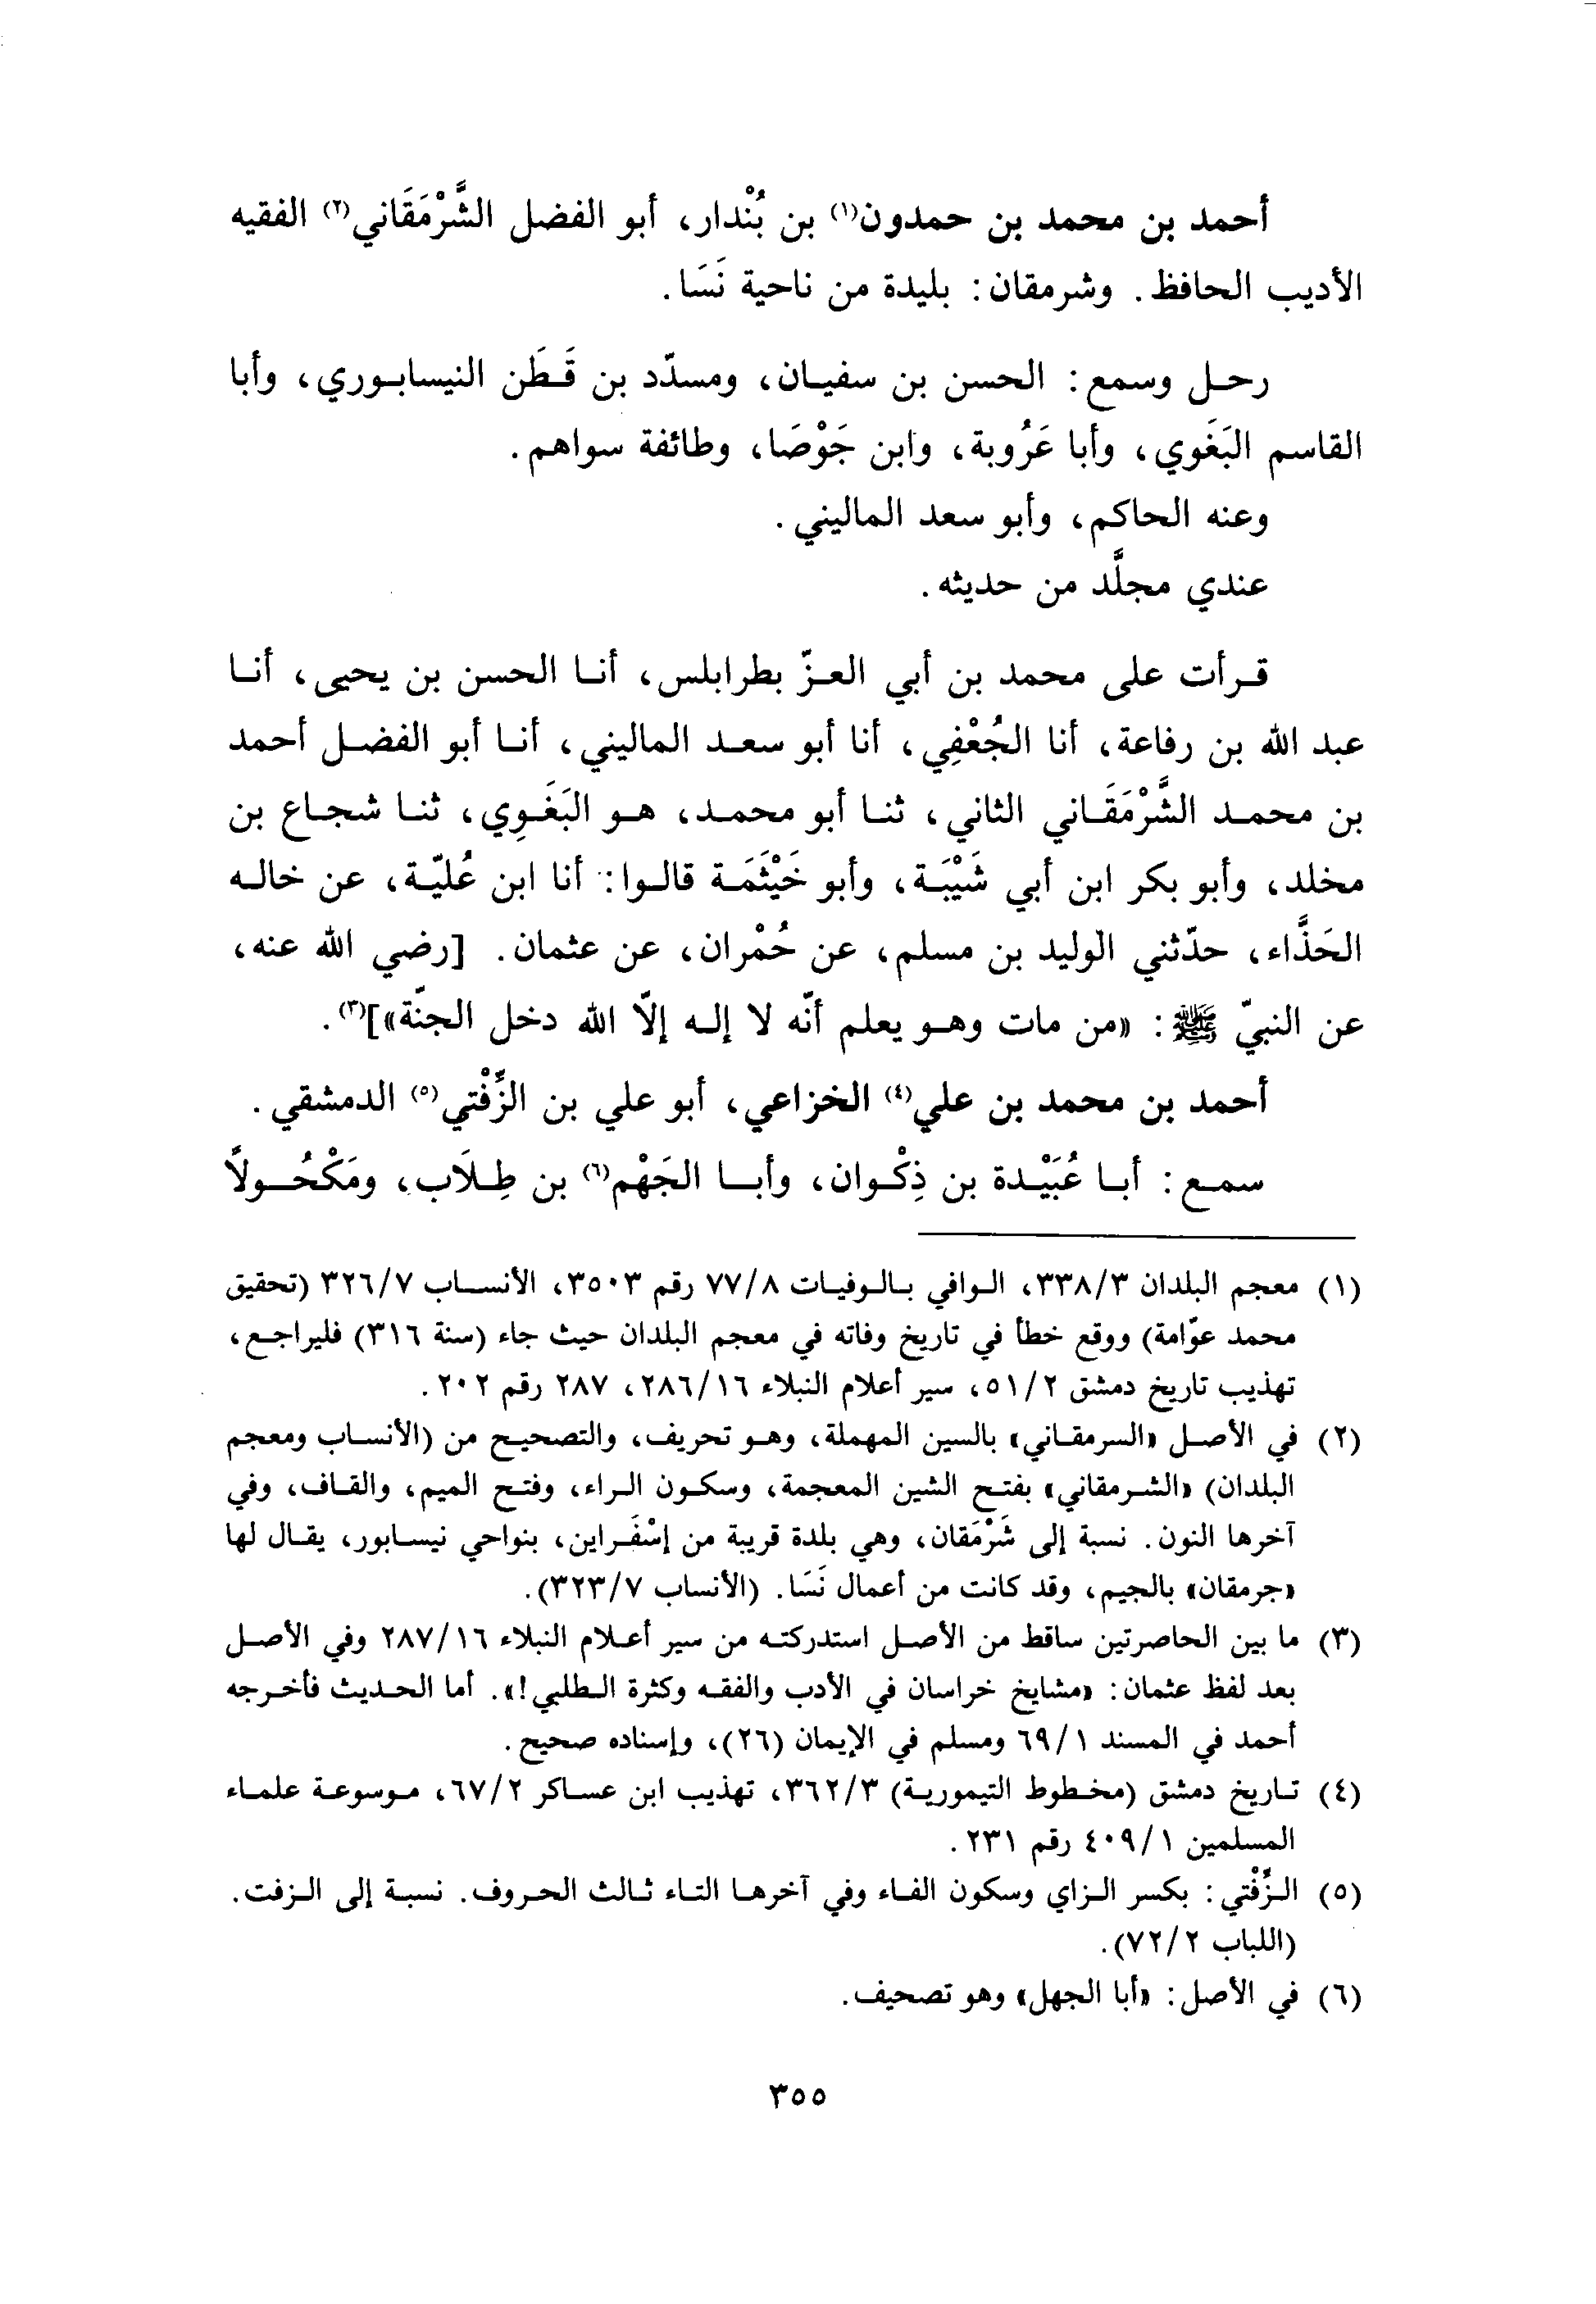 أحمد بن محمد بن حمدون(١) بن بُنْدار، أبو الفضل الشَّرْمَقَاني(٢) الفقيه
الأديب الحافظ. وشرمقان: بليدة من ناحية نَسَا.
رحل وسمع: الحسن بن سفيان، ومسدّد بن قَطَن النيسابوري، وأبا
القاسم البَغَوي، وأبا عَرُوبة، وابن جَوْصَا، وطائفة سواهم.
وعنه الحاكم، وأبو سعد الماليني.
عندي مجلَّد من حديثه.
قرأت على محمد بن أبي العزّ بطرابلس، أنا الحسن بن يحيى، أنا
عبد الله بن رفاعة، أنا الجُعْفِي، أنا أبو سعد الماليني، أنا أبو الفضل أحمد
بن محمد الشَّرْمَقَاني الثاني، ثنا أبو محمد، هو البَغَوِي، ثنا شجاع بن
مخلد، وأبو بكر ابن أبي شَيْبَة، وأبو خَيْثَمَة قالوا: أنا ابن عُليّة، عن خاله
الحَذَّاء، حدّثني الوليد بن مسلم، عن حُمْران، عن عثمان. [رضي الله عنه،
عن النبيّ ﷺ: «من مات وهو يعلم أنّه لا إله إلّا الله دخل الجنّة»](٣).
أحمد بن محمد بن علي(٤) الخزاعي، أبو علي بن الزِّفْتي(٥) الدمشقي.
سمع: أبا عُبَيْدة بن ذِكْوان، وأبا الجَهْم(٦) بن طِلَاب، ومَكْحُولاً
(١) معجم البلدان ٣٣٨/٣، الوافي بالوفيات ٧٧/٨ رقم ٣٥٠٣، الأنساب ٣٢٦/٧ (تحقيق
محمد عوّامة) ووقع خطأ في تاريخ وفاته في معجم البلدان حيث جاء (سنة ٣١٦) فليراجع،
تهذيب تاريخ دمشق ٥١/٢، سير أعلام النبلاء ٢٨٦/١٦، ٢٨٧ رقم ٢٠٢.
(٢) في الأصل «السرمقاني» بالسين المهملة، وهو تحريف، والتصحيح من (الأنساب ومعجم
البلدان) «الشرمقاني» بفتح الشين المعجمة، وسكون الراء، وفتح الميم، والقاف، وفي
آخرها النون. نسبة إلى شَرْمَقان، وهي بلدة قريبة من إسْفَراين، بنواحي نيسابور، يقال لها
«جرمقان» بالجيم، وقد كانت من أعمال نَسَا. (الأنساب ٣٢٣/٧).
(٣) ما بين الحاصرتين ساقط من الأصل استدركته من سير أعلام النبلاء ٢٨٧/١٦ وفي الأصل
بعد لفظ عثمان: «مشايخ خراسان في الأدب والفقه وكثرة الطلبي!». أما الحديث فأخرجه
أحمد في المسند ٦٩/١ ومسلم في الإيمان (٢٦)، وإسناده صحيح.
(٤) تاريخ دمشق (مخطوط التيمورية) ٣٦٢/٣، تهذيب ابن عساكر ٦٧/٢، موسوعة علماء
المسلمين ٤٠٩/١ رقم ٢٣١.
(٥) الزِّفْتي: بكسر الزاي وسكون الفاء وفي آخرها التاء ثالث الحروف. نسبة إلى الزفت.
(اللباب ٧٢/٢).
(٦) في الأصل: «أبا الجهل» وهو تصحيف.
٣٥٥